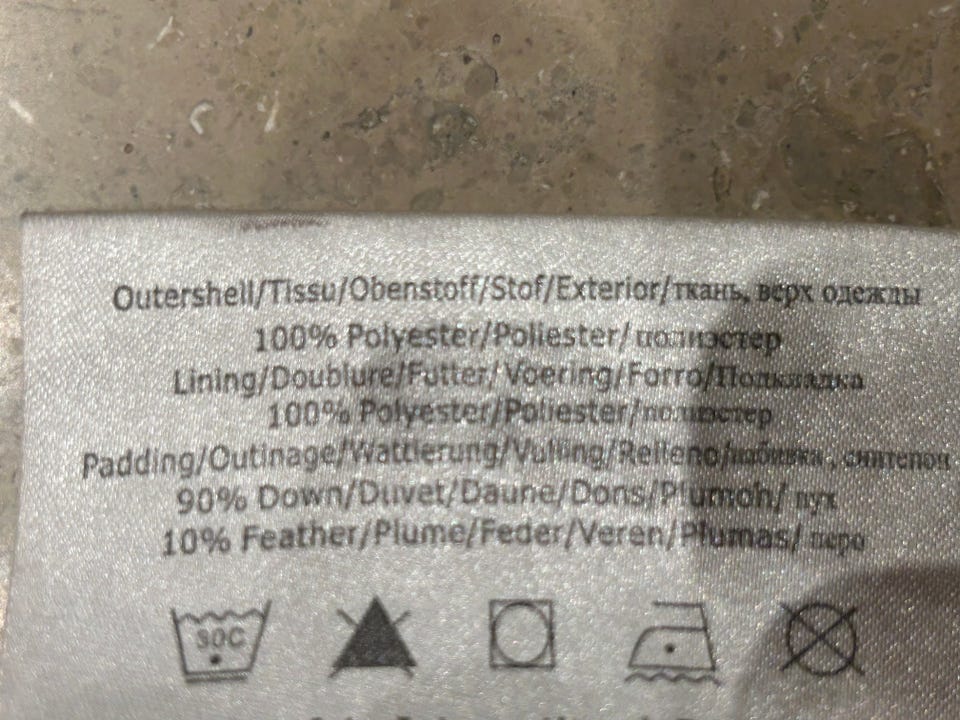 Outershell/Tissu/Obenstoff/Stof/Exterior/ткань, верх одежды
100% Polyester/Poliester/полиэстер
Lining/Doublure/Futter/Voering/Forro/Подкладка
100% Polyester/Poliester/полиэстер
Padding/Outinage/Wattierung/Vulling/Relleno/набивка, синтепон
90% Down/Duvet/Daune/Dons/Plumon/пух
10% Feather/Plume/Feder/Veren/Plumas/перо
30C